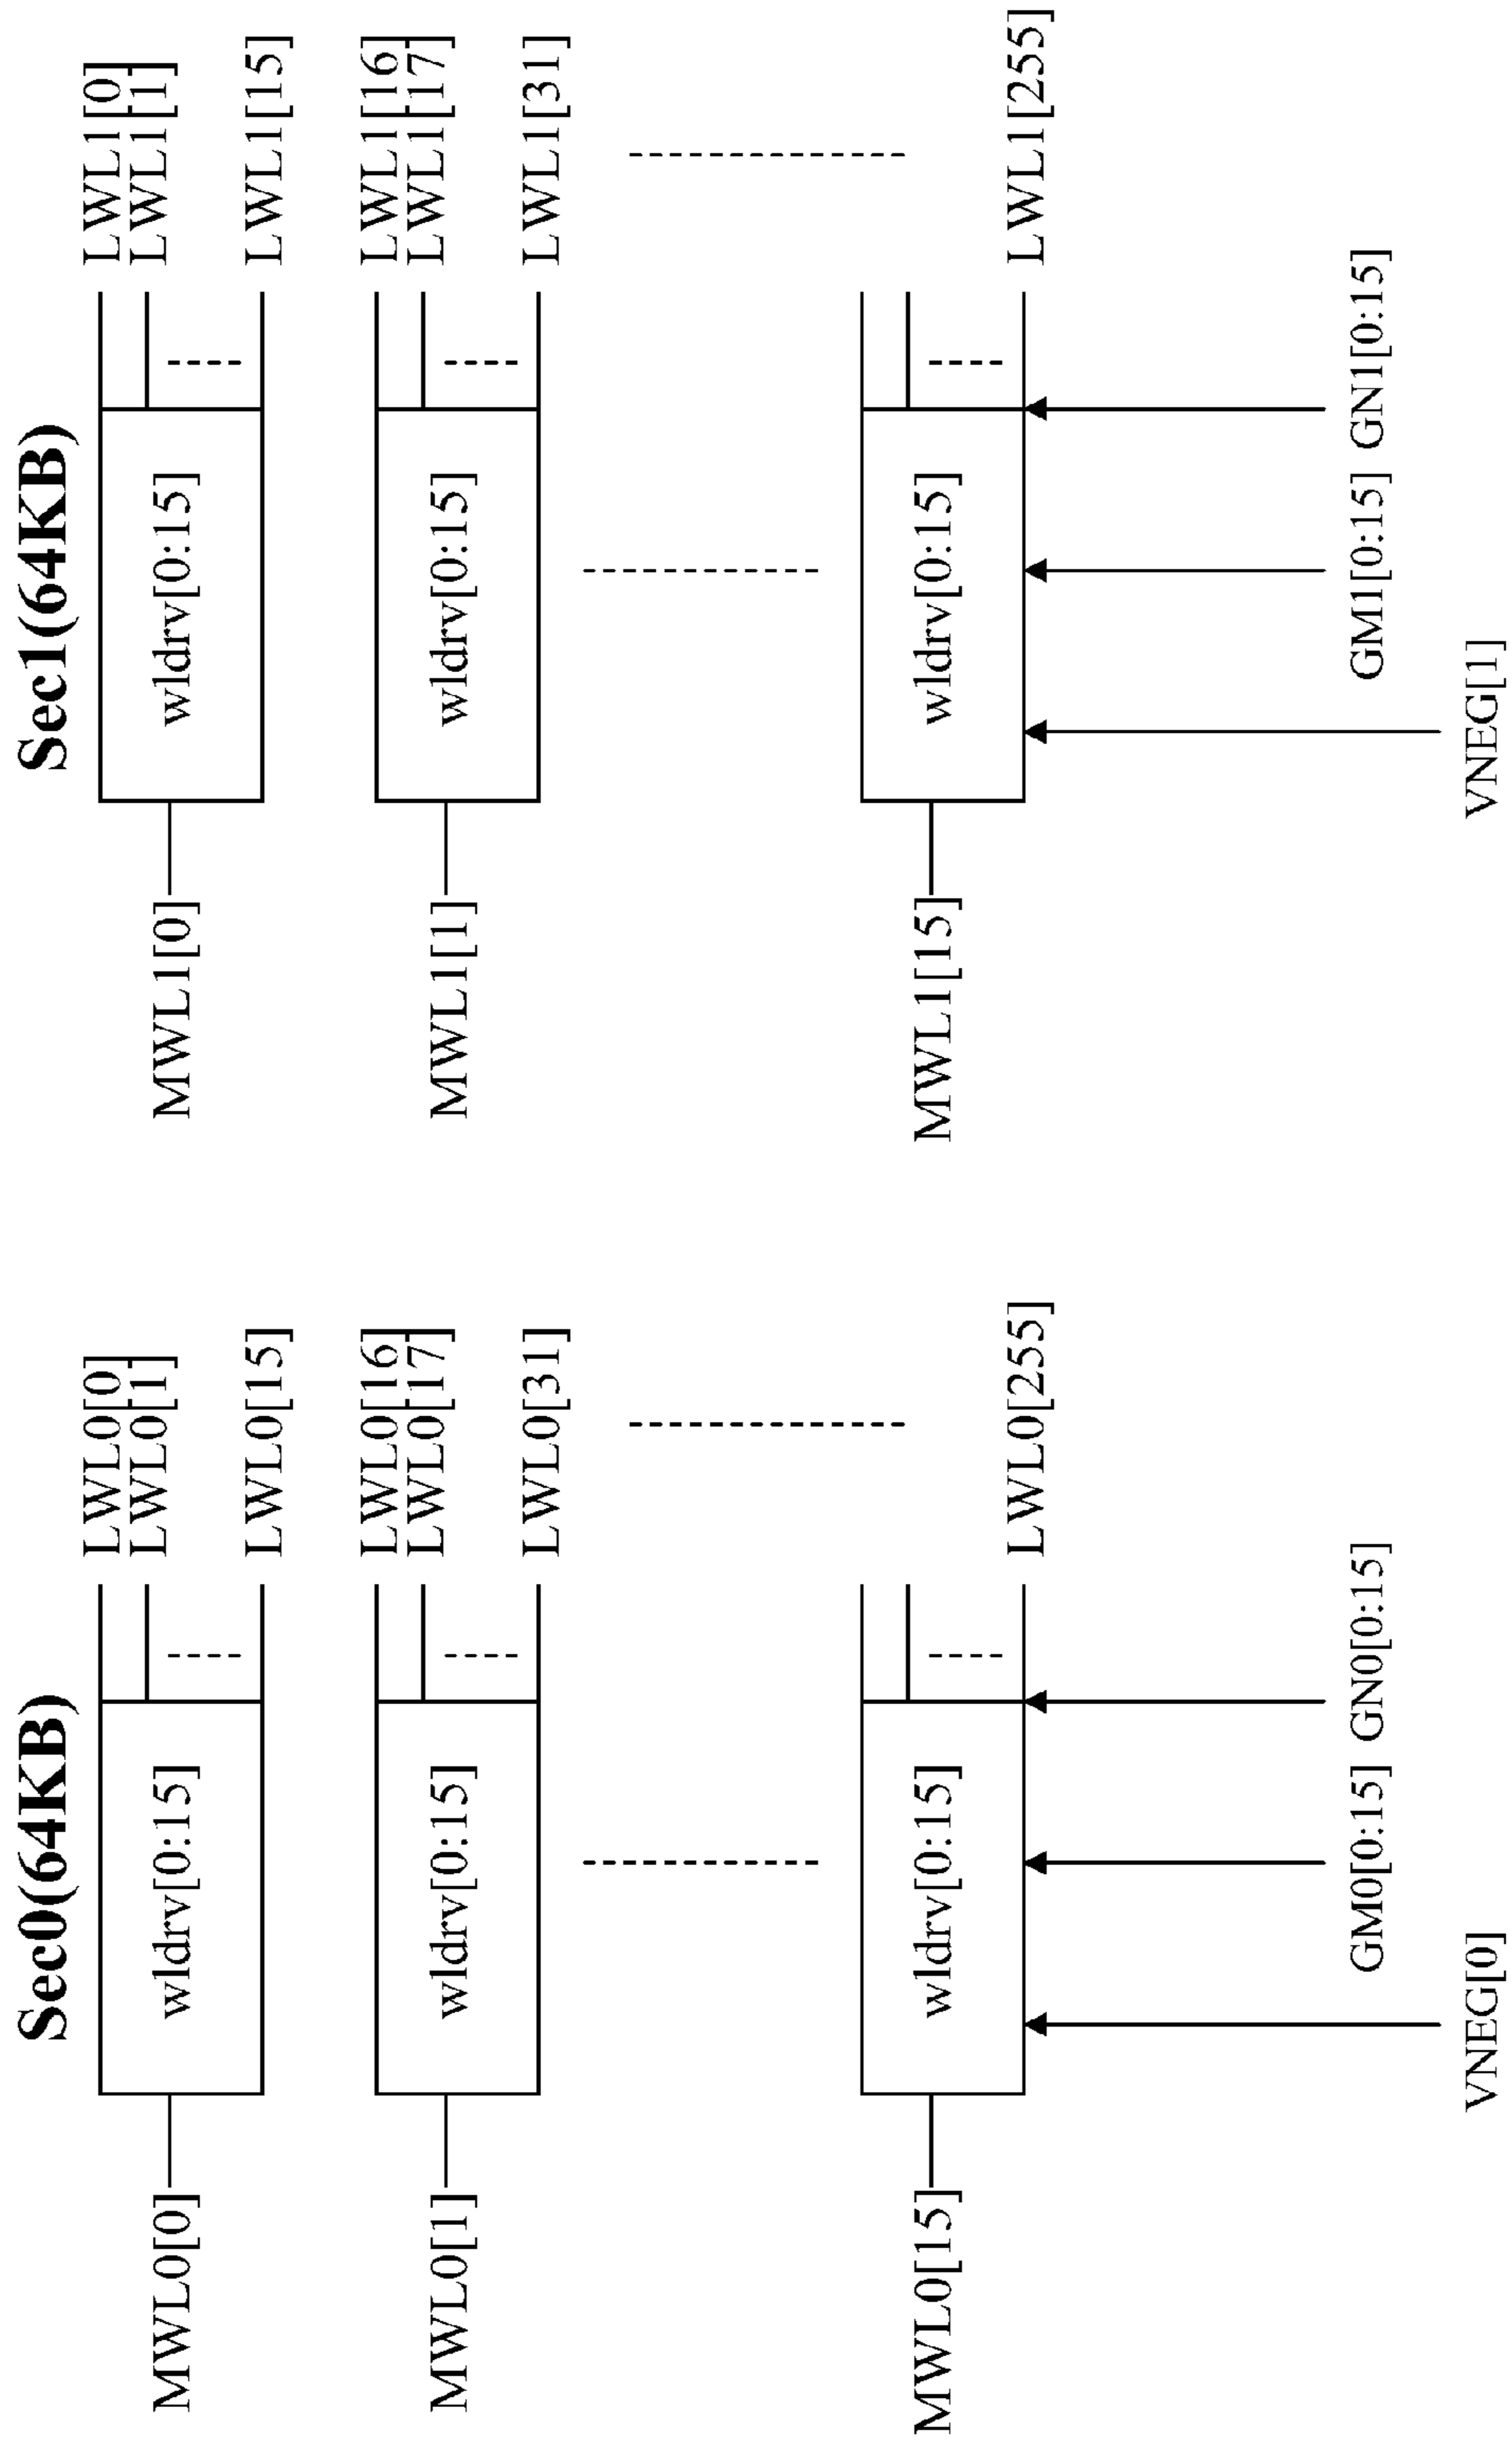 Sec0(64KB)
MWL0[0]
wldrv[0:15]
LWL0[0]
LWL0[1]
LWL0[15]
MWL0[1]
wldrv[0:15]
LWL0[16]
LWL0[17]
LWL0[31]
MWL0[15]
wldrv[0:15]
LWL0[255]
GM0[0:15]
GN0[0:15]
VNEG[0]
Sec1(64KB)
MWL1[0]
wldrv[0:15]
LWL1[0]
LWL1[1]
LWL1[15]
MWL1[1]
wldrv[0:15]
LWL1[16]
LWL1[17]
LWL1[31]
MWL1[15]
wldrv[0:15]
LWL1[255]
GM1[0:15]
GN1[0:15]
VNEG[1]